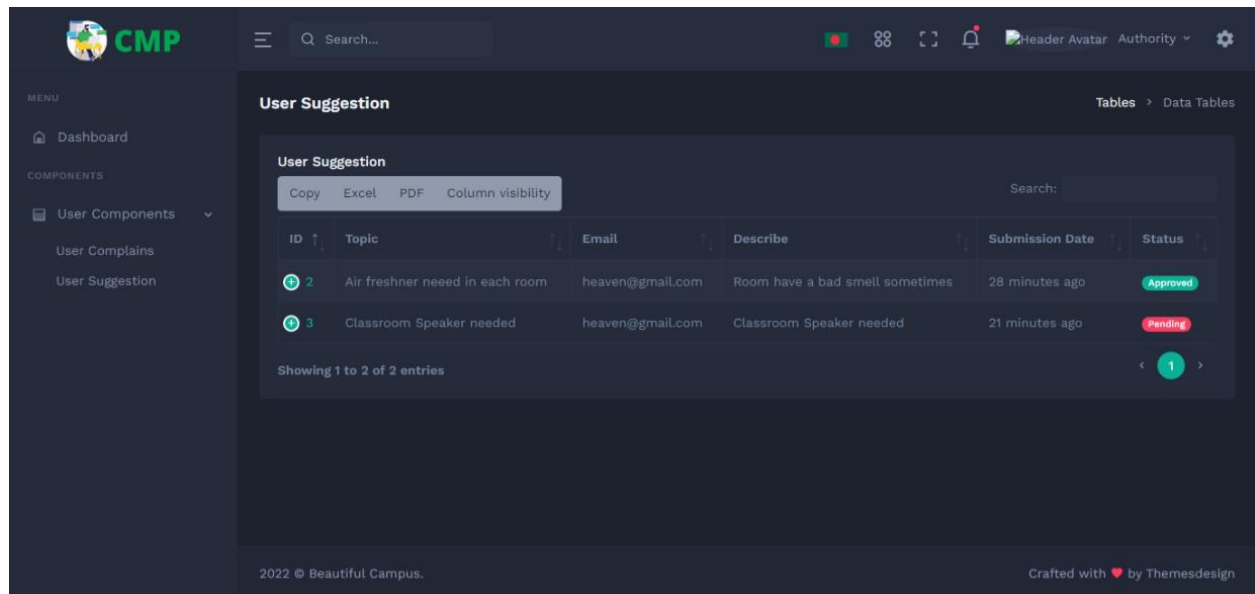 CMP
Search...
Header Avatar Authority
MENU
Dashboard
COMPONENTS
User Components
User Complains
User Suggestion
User Suggestion
Tables > Data Tables
User Suggestion
Copy Excel PDF Column visibility
Search:
ID Topic Email Describe Submission Date Status
2 Air freshner neeed in each room heaven@gmail.com Room have a bad smell sometimes 28 minutes ago Approved
3 Classroom Speaker needed heaven@gmail.com Classroom Speaker needed 21 minutes ago Pending
Showing 1 to 2 of 2 entries
‹ 1 ›
2022 © Beautiful Campus.
Crafted with ❤ by Themesdesign